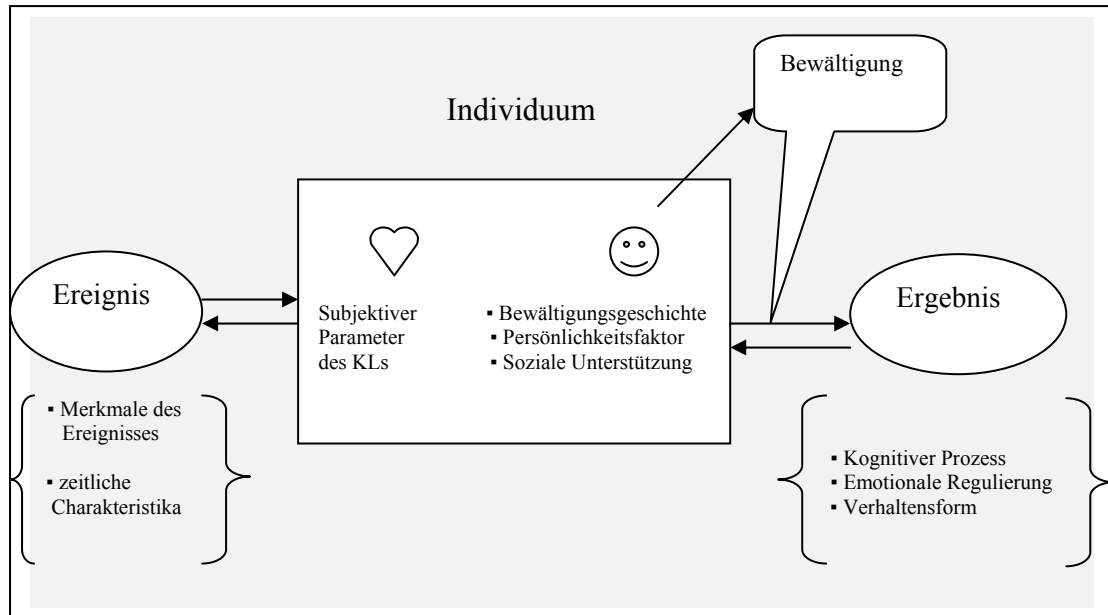 Bewältigung
Individuum
Ereignis
Subjektiver
Parameter
des KLs
▪ Bewältigungsgeschichte
▪ Persönlichkeitsfaktor
▪ Soziale Unterstützung
Ergebnis
▪ Merkmale des
Ereignisses
▪ zeitliche
Charakteristika
▪ Kognitiver Prozess
▪ Emotionale Regulierung
▪ Verhaltensform